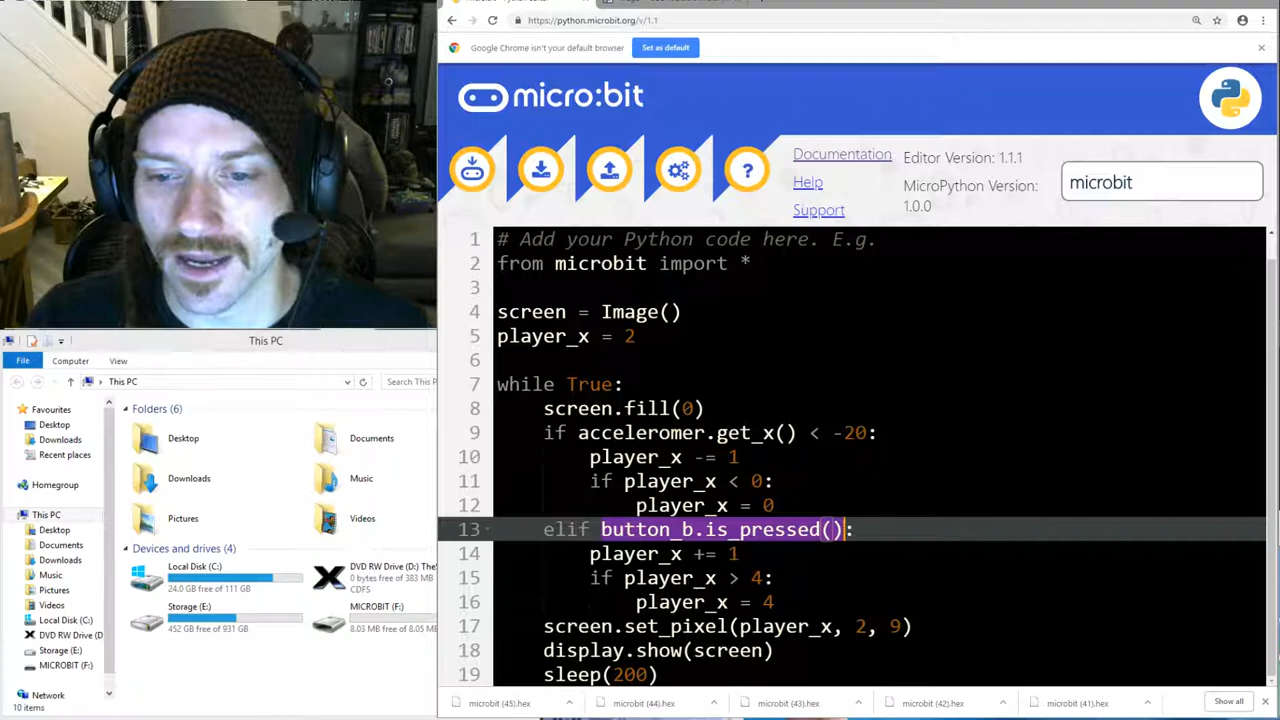 https://python.microbit.org/v/1.1
Google Chrome isn't your default browser
Set as default
micro:bit
?
Documentation
Help
Support
Editor Version: 1.1.1
MicroPython Version:
1.0.0
microbit
1 # Add your Python code here. E.g.
2 from microbit import *
3
4 screen = Image()
5 player_x = 2
6
7 while True:
8 screen.fill(0)
9 if acceleromer.get_x() < -20:
10 player_x -= 1
11 if player_x < 0:
12 player_x = 0
13 elif button_b.is_pressed():
14 player_x += 1
15 if player_x > 4:
16 player_x = 4
17 screen.set_pixel(player_x, 2, 9)
18 display.show(screen)
19 sleep(200)
This PC
File
Computer
View
This PC
Search This P
Favourites
Desktop
Downloads
Recent places
Homegroup
This PC
Desktop
Documents
Downloads
Music
Pictures
Videos
Local Disk (C:)
DVD RW Drive (D
Storage (E:)
MICROBIT (F:)
Network
Folders (6)
Desktop
Documents
Downloads
Music
Pictures
Videos
Devices and drives (4)
Local Disk (C:)
24.0 GB free of 111 GB
DVD RW Drive (D:) The
0 bytes free of 383 MB
CDFS
Storage (E:)
452 GB free of 931 GB
MICROBIT (F:)
8.03 MB free of 8.05 MB
10 items
microbit (45).hex
microbit (44).hex
microbit (43).hex
microbit (42).hex
microbit (41).hex
Show all